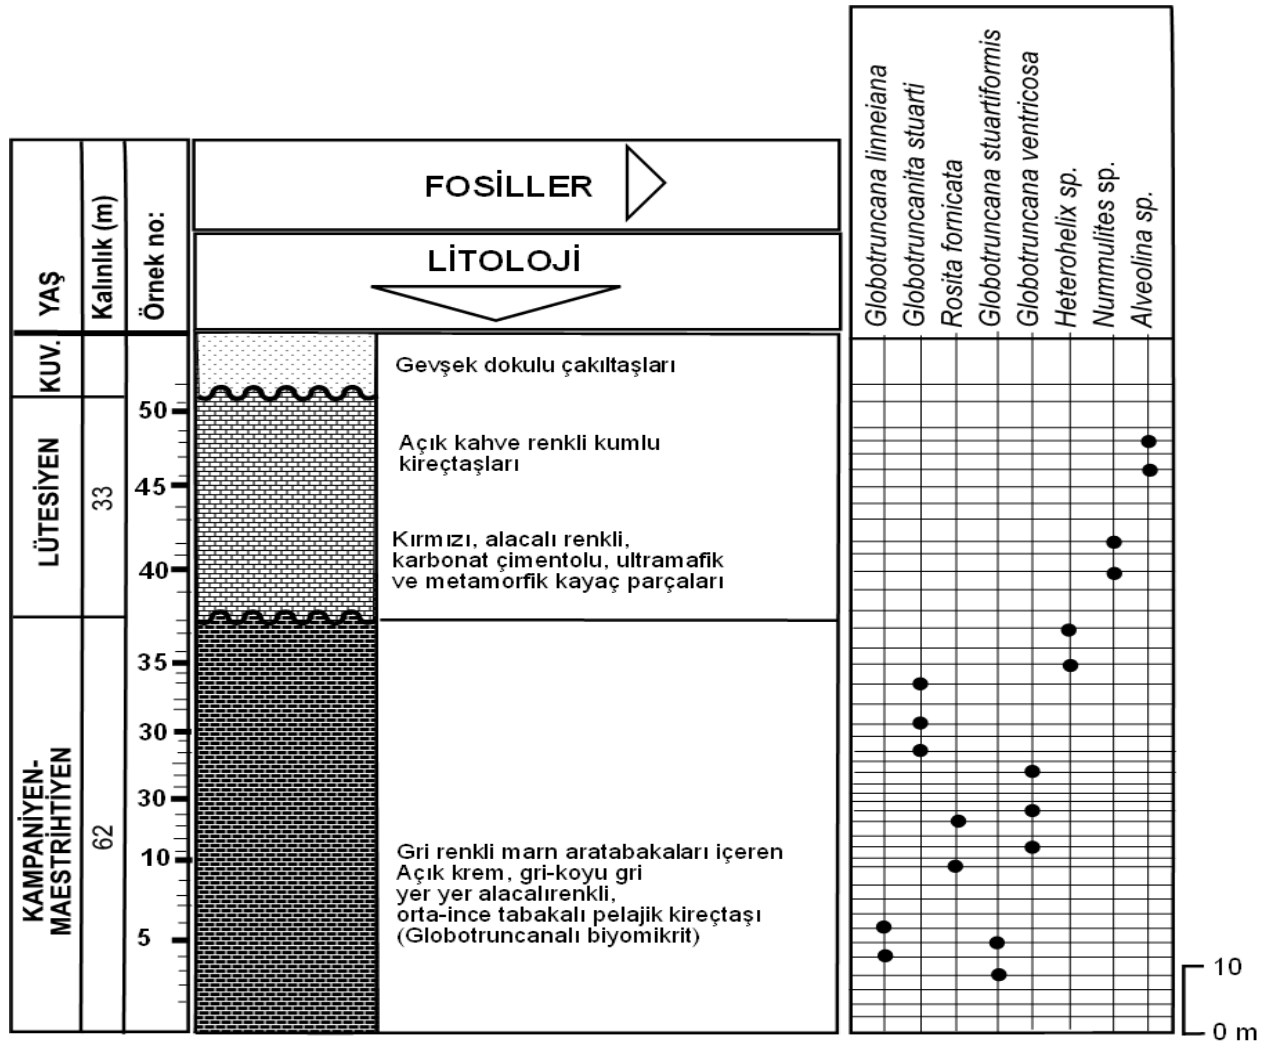 Globotruncana linneiana
Globotruncanita stuarti
Rosita fornicata
Globotruncana stuartiformis
Globotruncana ventricosa
Heterohelix sp.
Nummulites sp.
Alveolina sp.
YAŞ
Kalınlık (m)
Örnek no:
FOSİLLER
LİTOLOJİ
KUV.
Gevşek dokulu çakıltaşları
LÜTESİYEN
33
50
45
40
Açık kahve renkli kumlu
kireçtaşları
Kırmızı, alacalı renkli,
karbonat çimentolu, ultramafik
ve metamorfik kayaç parçaları
KAMPANİYEN-
MAESTRİHTİYEN
62
35
30
30
10
5
Gri renkli marn aratabakaları içeren
Açık krem, gri-koyu gri
yer yer alacalırenkli,
orta-ince tabakalı pelajik kireçtaşı
(Globotruncanalı biyomikrit)
10
0 m